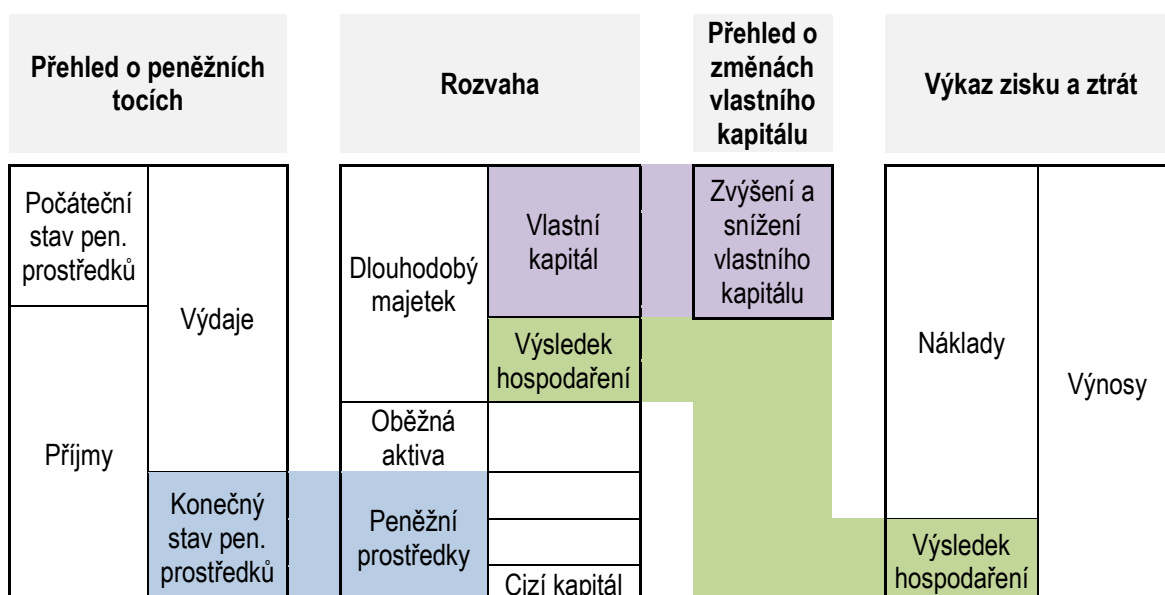 Přehled o peněžních
tocích
Rozvaha
Přehled o
změnách
vlastního
kapitálu
Výkaz zisku a ztrát
Počáteční
stav pen.
prostředků
Výdaje
Příjmy
Konečný
stav pen.
prostředků
Dlouhodobý
majetek
Vlastní
kapitál
Výsledek
hospodaření
Oběžná
aktiva
Peněžní
prostředky
Cizí kapitál
Zvýšení a
snížení
vlastního
kapitálu
Náklady
Výnosy
Výsledek
hospodaření